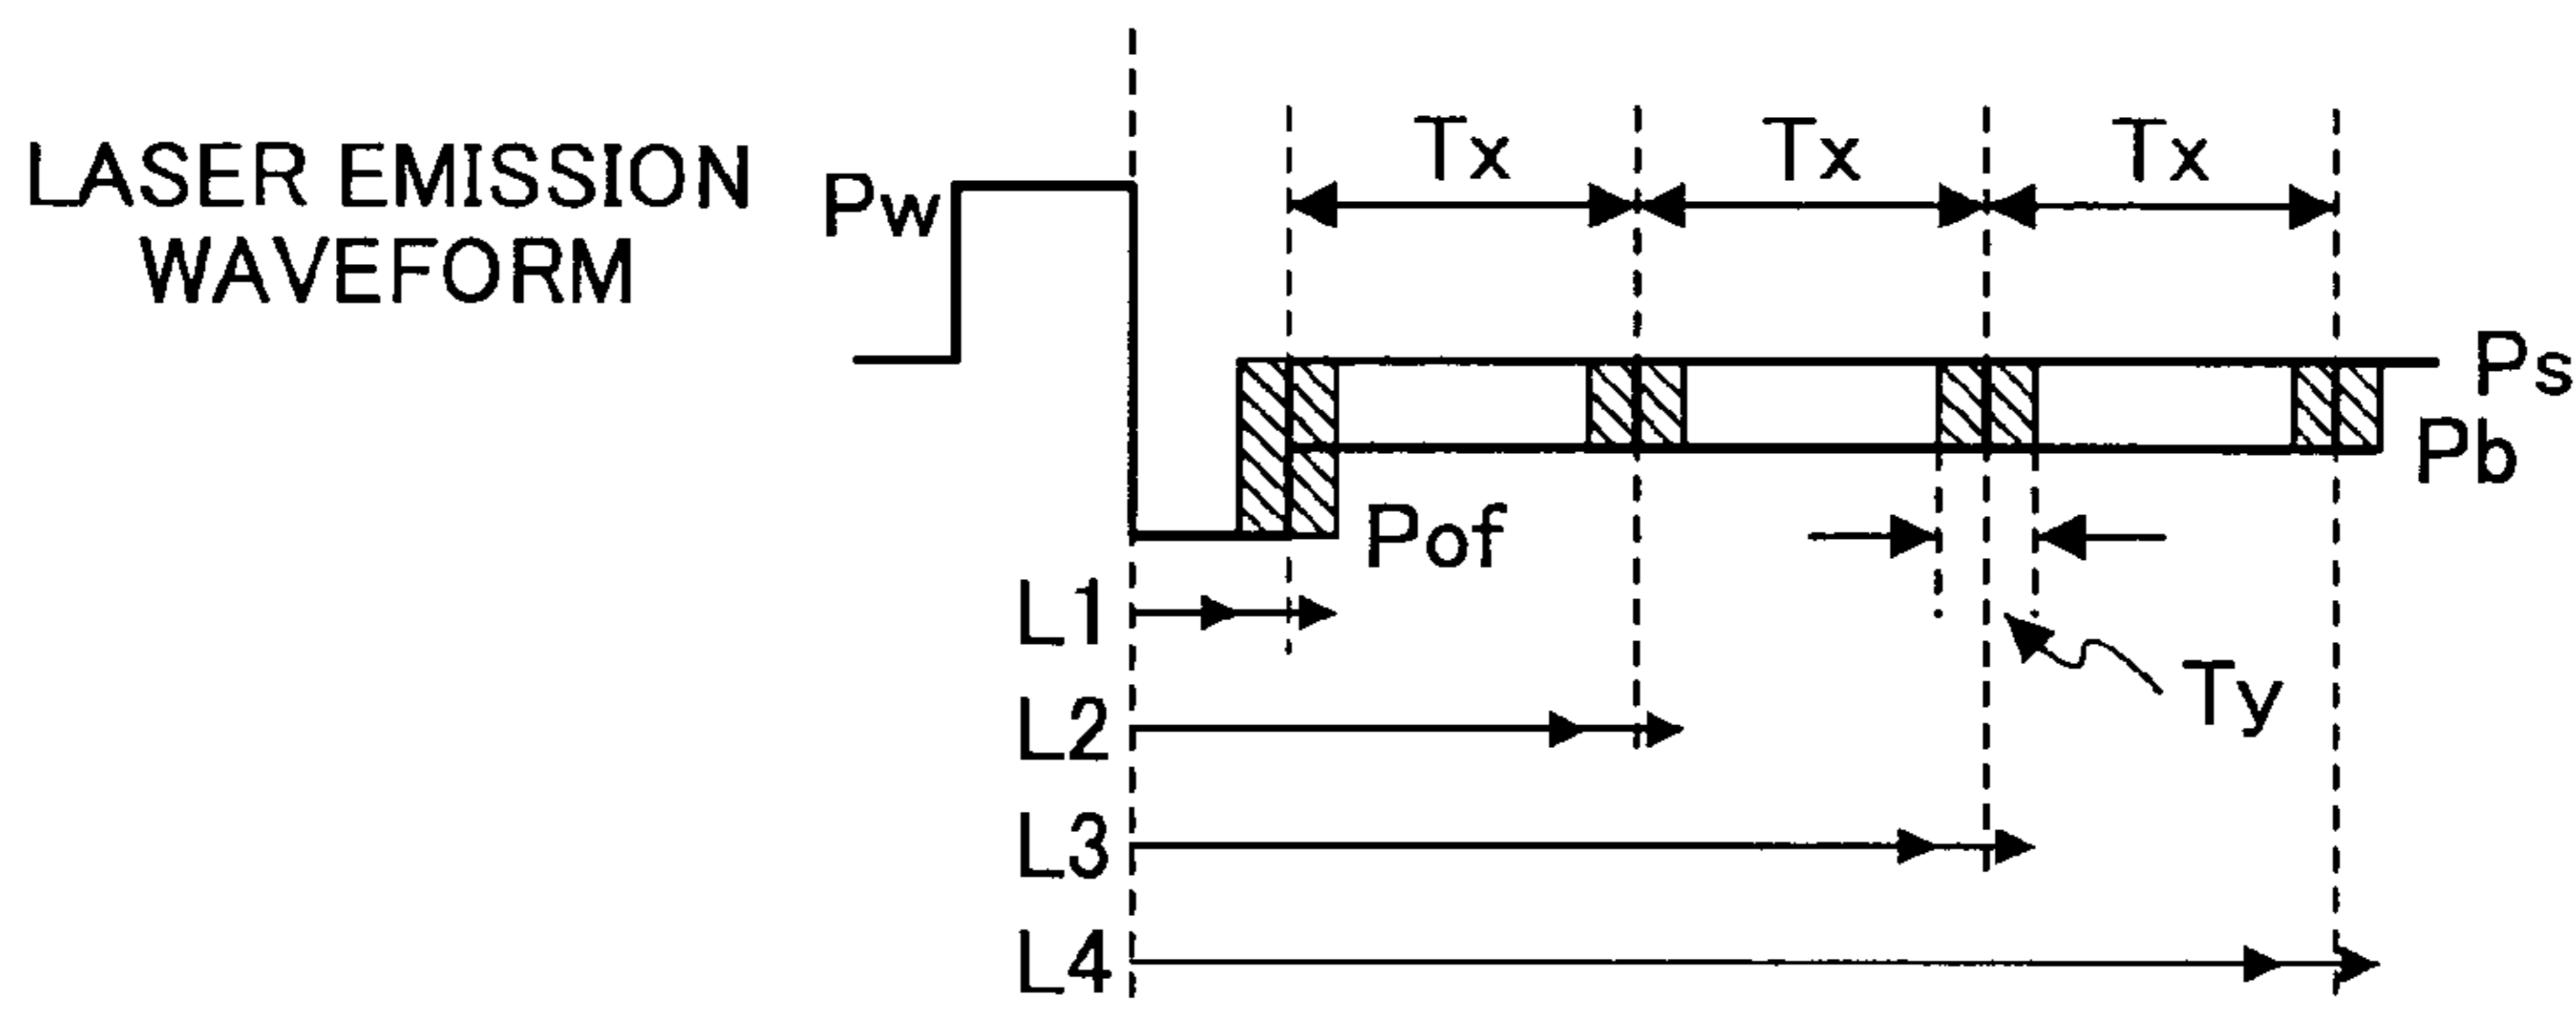 LASER EMISSION
WAVEFORM
Pw
Tx
Tx
Tx
Ps
Pb
Pof
L1
Ty
L2
L3
L4